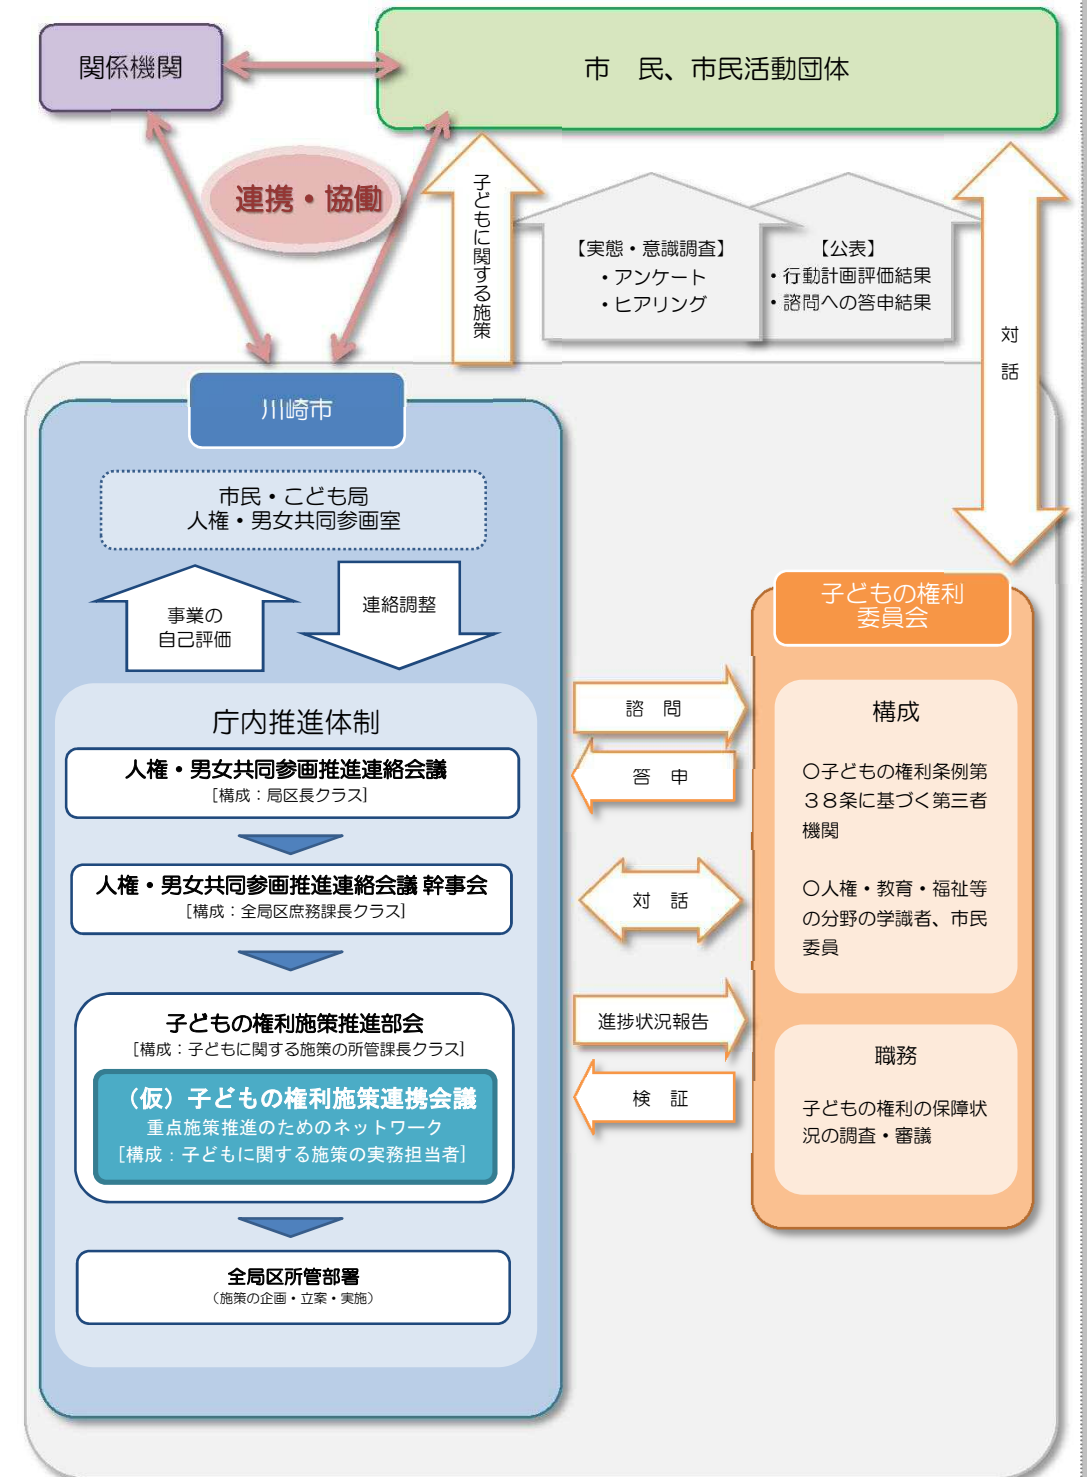 関係機関
市　民、市民活動団体
連携・協働
子どもに関する施策
【実態・意識調査】
・アンケート
・ヒアリング
【公表】
・行動計画評価結果
・諮問への答申結果
対話
川崎市
市民・こども局
人権・男女共同参画室
事業の
自己評価
連絡調整
庁内推進体制
人権・男女共同参画推進連絡会議
[構成：局区長クラス]
人権・男女共同参画推進連絡会議 幹事会
[構成：全局区庶務課長クラス]
子どもの権利施策推進部会
[構成：子どもに関する施策の所管課長クラス]
（仮）子どもの権利施策連携会議
重点施策推進のためのネットワーク
[構成：子どもに関する施策の実務担当者]
全局区所管部署
（施策の企画・立案・実施）
諮　問
答　申
対　話
進捗状況報告
検　証
子どもの権利
委員会
構成
〇子どもの権利条例第
３８条に基づく第三者
機関
〇人権・教育・福祉等
の分野の学識者、市民
委員
職務
子どもの権利の保障状
況の調査・審議